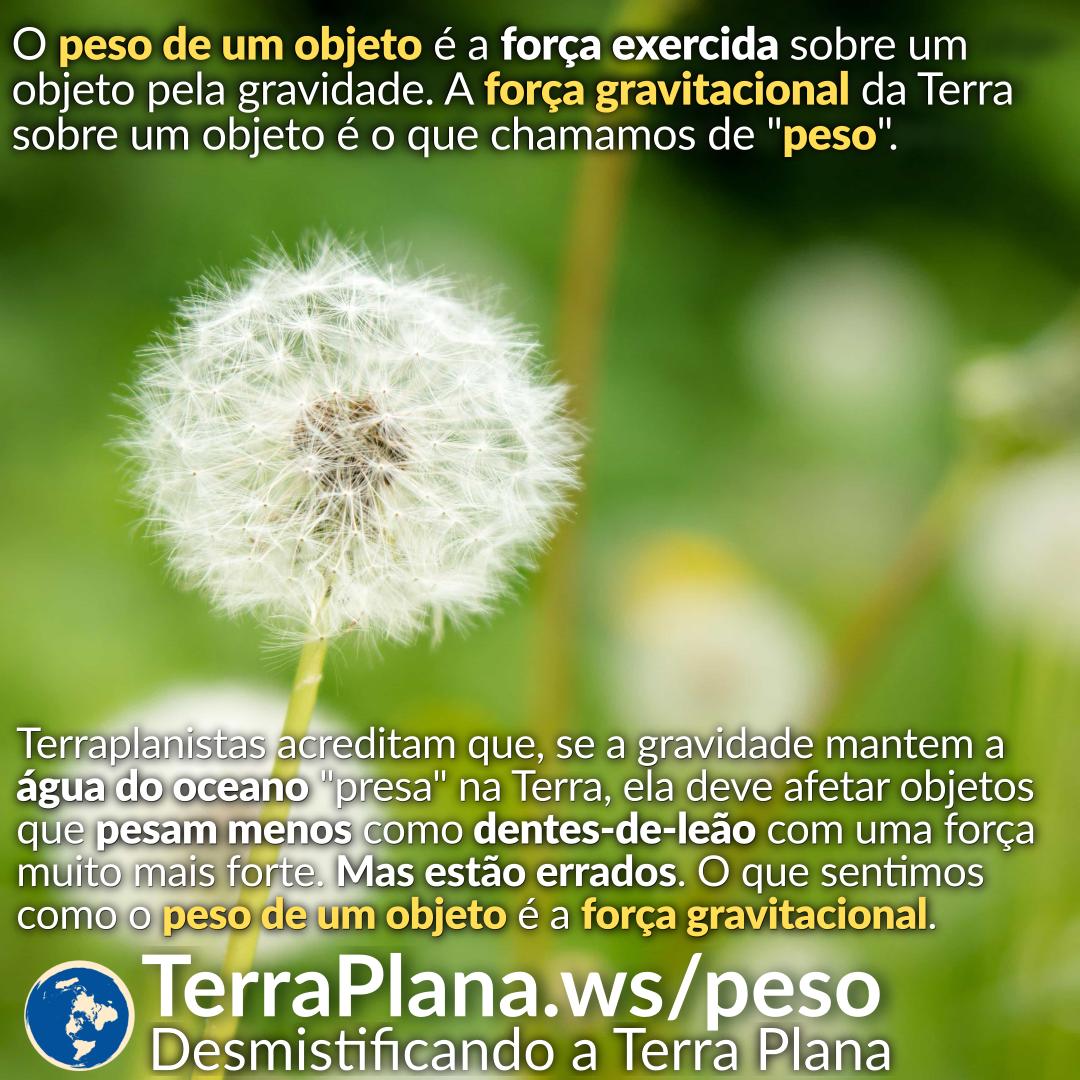 O peso de um objeto é a força exercida sobre um
objeto pela gravidade. A força gravitacional da Terra
sobre um objeto é o que chamamos de "peso".
Terraplanistas acreditam que, se a gravidade mantem a
água do oceano "presa" na Terra, ela deve afetar objetos
que pesam menos como dentes-de-leão com uma força
muito mais forte. Mas estão errados. O que sentimos
como o peso de um objeto é a força gravitacional.
TerraPlana.ws/peso
Desmistificando a Terra Plana